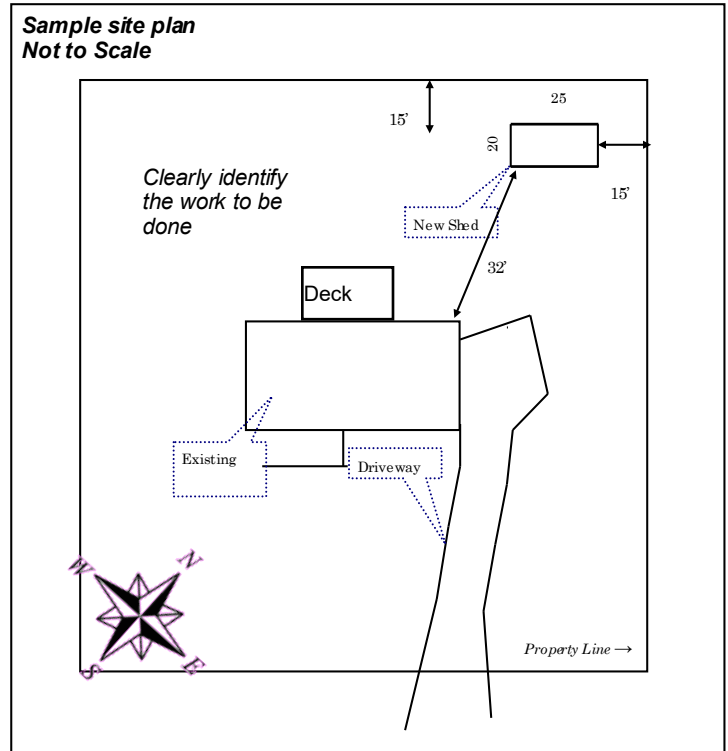 Sample site plan
Not to Scale
25
15'
20
Clearly identify
the work to be
done
15'
New Shed
32'
Deck
Existing
Driveway
W
N
S
E
Property Line →